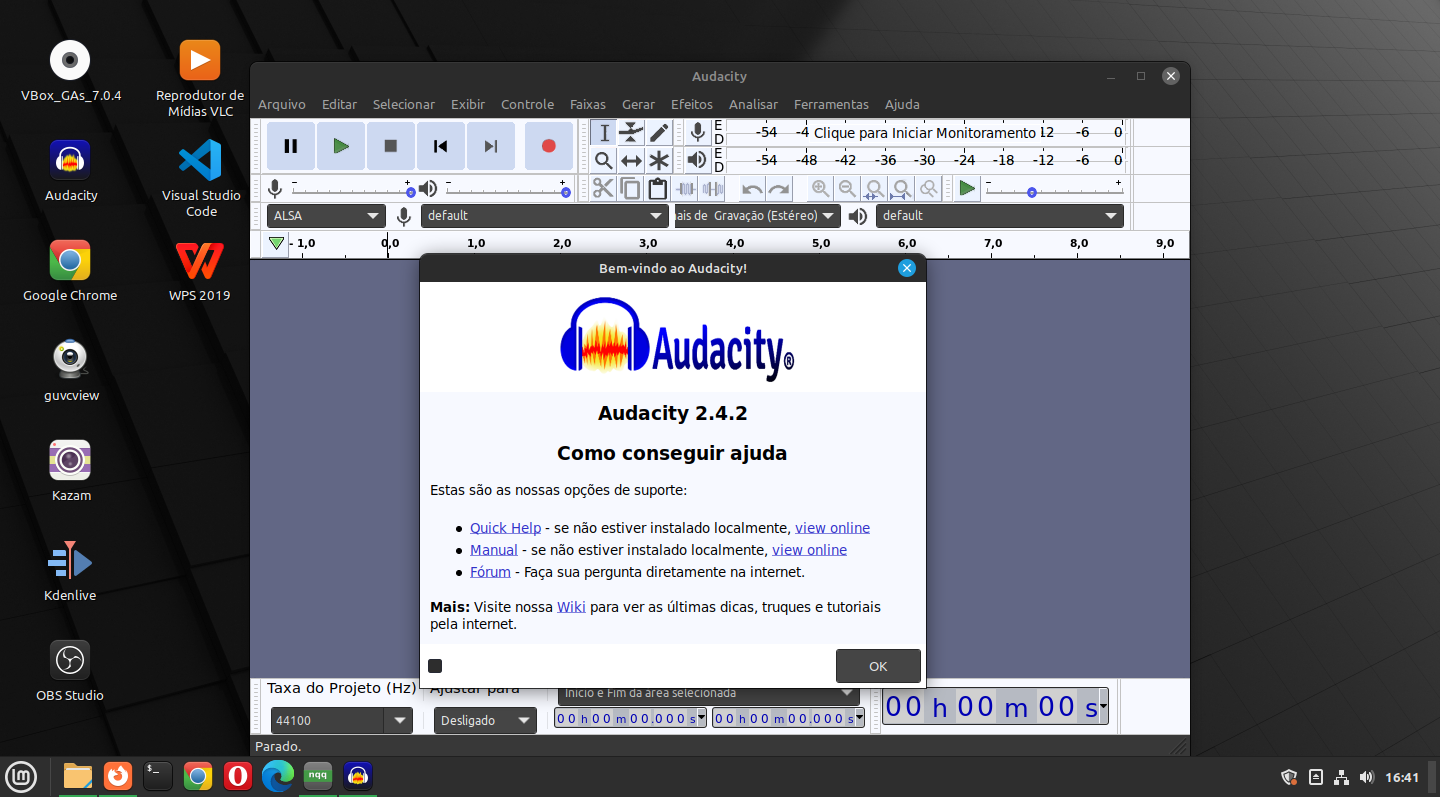 VBox_GAs_7.0.4
Reprodutor de
Mídias VLC
Audacity
Visual Studio
Code
Google Chrome
WPS 2019
guvcview
Kazam
Kdenlive
OBS Studio
Audacity
Arquivo Editar Selecionar Exibir Controle Faixas Gerar Efeitos Analisar Ferramentas Ajuda
E
D
-54 -4 Clique para Iniciar Monitoramento -12 -6 0
E
D
-54 -48 -42 -36 -30 -24 -18 -12 -6 0
- + - + - +
ALSA default ais de Gravação (Estéreo) default
- 1,0 0,0 1,0 2,0 3,0 4,0 5,0 6,0 7,0 8,0 9,0
Bem-vindo ao Audacity!
Audacity®
Audacity 2.4.2
Como conseguir ajuda
Estas são as nossas opções de suporte:
• Quick Help - se não estiver instalado localmente, view online
• Manual - se não estiver instalado localmente, view online
• Fórum - Faça sua pergunta diretamente na internet.
Mais: Visite nossa Wiki para ver as últimas dicas, truques e tutoriais
pela internet.
OK
Taxa do Projeto (Hz) Ajustar para Início e Fim da área selecionada
44100 Desligado 00 h 00 m 00.000 s 00 h 00 m 00.000 s 00 h 00 m 00 s
Parado.
lm $_ nqq 16:41